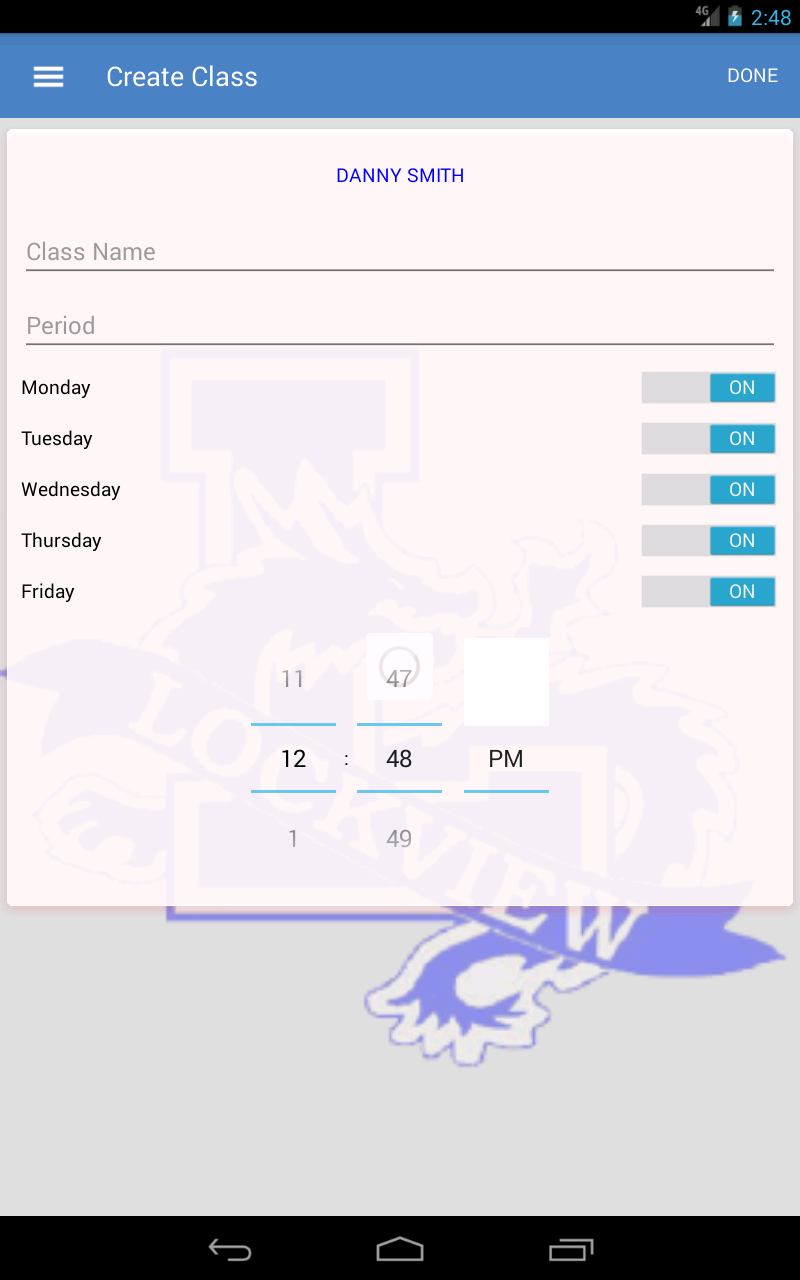 4G 2:48
Create Class DONE
DANNY SMITH
Class Name
Period
Monday ON
Tuesday ON
Wednesday ON
Thursday ON
Friday ON
11 47
12 : 48 PM
1 49
LOCKVIEW